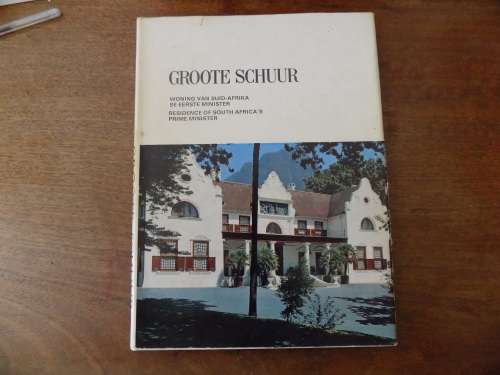 GROOTE SCHUUR
WONING VAN SUID-AFRIKA
SE EERSTE MINISTER
RESIDENCE OF SOUTH AFRICA'S
PRIME MINISTER